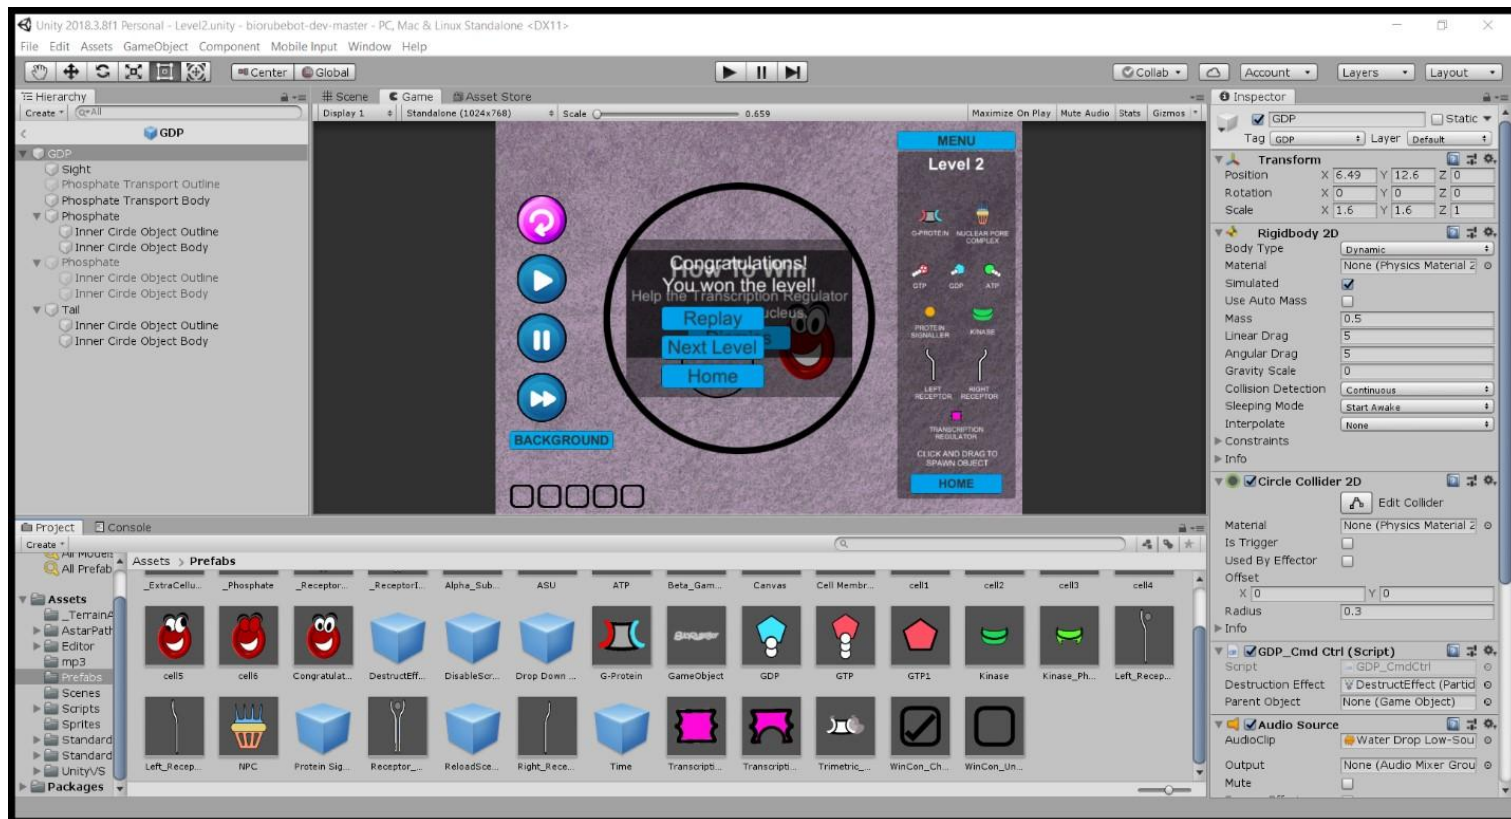 Unity 2018.3.8f1 Personal - Level2.unity - biorubebot-dev-master - PC, Mac & Linux Standalone <DX11>
File Edit Assets GameObject Component Mobile Input Window Help
Center Global Collab Account Layers Layout
Hierarchy
Create All
GDP
GDP
Sight
Phosphate Transport Outline
Phosphate Transport Body
Phosphate
Inner Circle Object Outline
Inner Circle Object Body
Phosphate
Inner Circle Object Outline
Inner Circle Object Body
Tail
Inner Circle Object Outline
Inner Circle Object Body
Scene Game Asset Store
Display 1 Standalone (1024x768) Scale 0.659 Maximize On Play Mute Audio Stats Gizmos
BACKGROUND
How To Win
Help the Transcription Regulator
Congratulations!
You won the level!
Replay
Next Level
Home
MENU
Level 2
G-PROTEIN NUCLEAR PORE
COMPLEX
GTP GDP ATP
PROTEIN
SIGNALLER KINASE
LEFT RIGHT
RECEPTOR RECEPTOR
TRANSCRIPTION
REGULATOR
CLICK AND DRAG TO
SPAWN OBJECT
HOME
Inspector
GDP Static
Tag GDP Layer Default
Transform
Position X 6.49 Y 12.6 Z 0
Rotation X 0 Y 0 Z 0
Scale X 1.6 Y 1.6 Z 1
Rigidbody 2D
Body Type Dynamic
Material None (Physics Material 2
Simulated
Use Auto Mass
Mass 0.5
Linear Drag 5
Angular Drag 5
Gravity Scale 0
Collision Detection Continuous
Sleeping Mode Start Awake
Interpolate None
Constraints
Info
Circle Collider 2D
Edit Collider
Material None (Physics Material 2
Is Trigger
Used By Effector
Offset
X 0 Y 0
Radius 0.3
Info
GDP_Cmd Ctrl (Script)
Script GDP_CmdCtrl
Destruction Effect DestructEffect (Partic
Parent Object None (Game Object)
Audio Source
AudioClip Water Drop Low-Sou
Output None (Audio Mixer Grou
Mute
Project Console
Create
All Models
All Prefab
Assets
_TerrainA
AstarPath
Editor
mp3
Prefabs
Scenes
Scripts
Sprites
Standard
Standard
UnityVS
Packages
Assets > Prefabs
_ExtraCellu... _Phosphate _Receptor... _ReceptorI... Alpha_Sub... ASU ATP Beta_Gam... Canvas Cell Membr... cell1 cell2 cell3 cell4
cell5 cell6 Congratulat... DestructEff... DisableScr... Drop Down ... G-Protein GameObject GDP GTP GTP1 Kinase Kinase_Ph... Left_Recep...
Left_Recep... NPC Protein Sig... Receptor_... ReloadSce... Right_Rece... Time Transcripti... Transcripti... Trimetric_... WinCon_Ch... WinCon_Un...